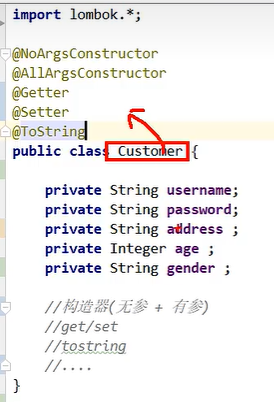 import lombok.*;
@NoArgsConstructor
@AllArgsConstructor
@Getter
@Setter
@ToString
public class Customer {
private String username;
private String password;
private String address ;
private Integer age ;
private String gender ;
//构造器(无参 + 有参)
//get/set
//tostring
//....
}